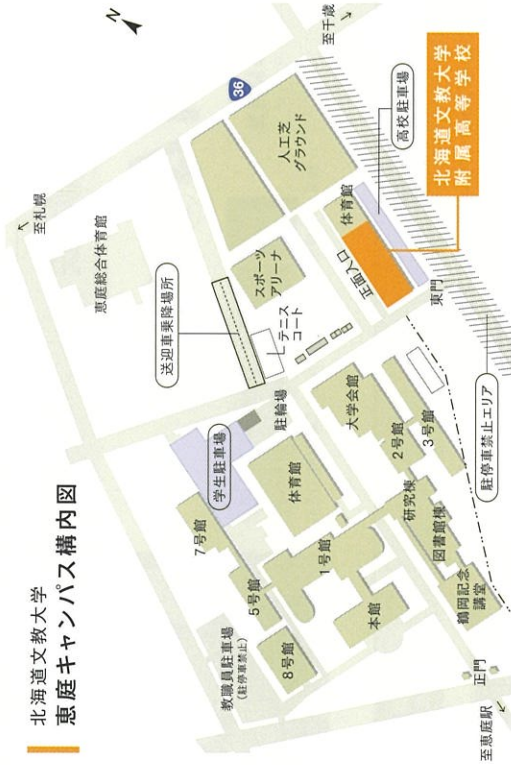 北海道文教大学
恵庭キャンパス構内図
至札幌
恵庭総合体育館
36
至千歳
N
送迎車乗降場所
人工芝
グラウンド
スポーツ
アリーナ
テニス
コート
体育館
高校駐車場
北海道文教大学
附属高等学校
正面入口
東門
駐停車禁止エリア
駐輪場
学生駐車場
7号館
体育館
大学会館
2号館
3号館
5号館
1号館
研究棟
図書館棟
教職員駐車場
(駐停車禁止)
8号館
本館
鶴岡記念
講堂
正門
至恵庭駅